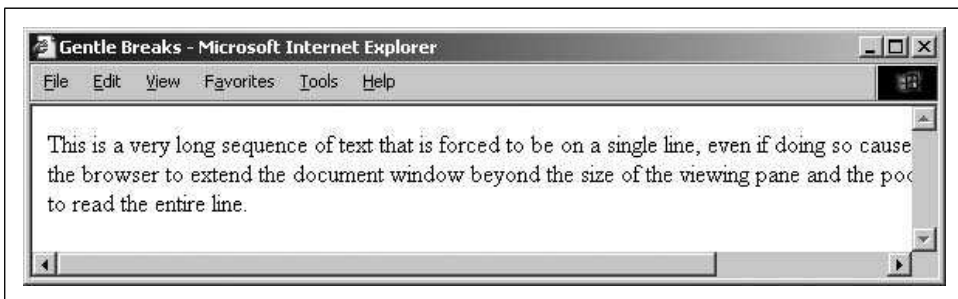 Gentle Breaks - Microsoft Internet Explorer
File Edit View Favorites Tools Help
This is a very long sequence of text that is forced to be on a single line, even if doing so cause
the browser to extend the document window beyond the size of the viewing pane and the
to read the entire line.